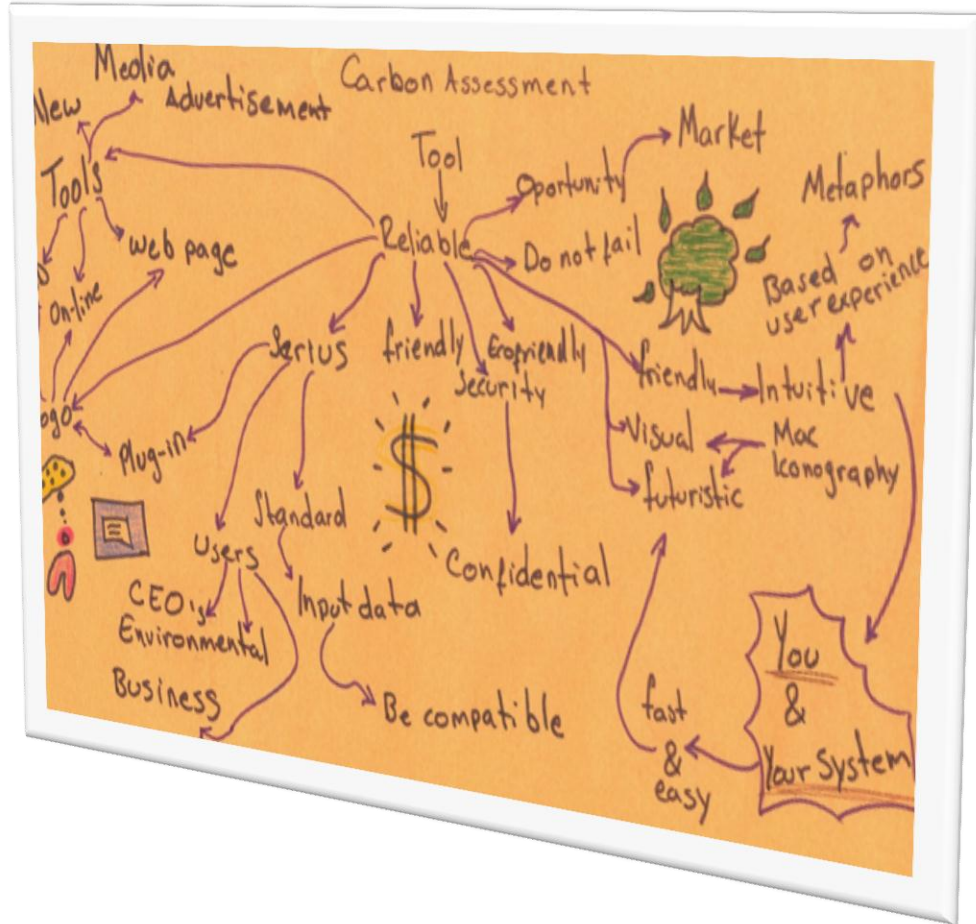 Carbon Assessment
Media
Advertisement
New
Tool
Oportunity
Market
Tools
Reliable
Do not fail
Metaphors
web page
On-line
Based on
user experience
Serius
friendly
Ecofriendly
Security
friendly
Intuitive
Visual
Mac
Iconography
futuristic
Plug-in
Standard
Users
Confidential
CEO's
Environmental
Input data
Business
Be compatible
fast
&
easy
You
&
Your System
$